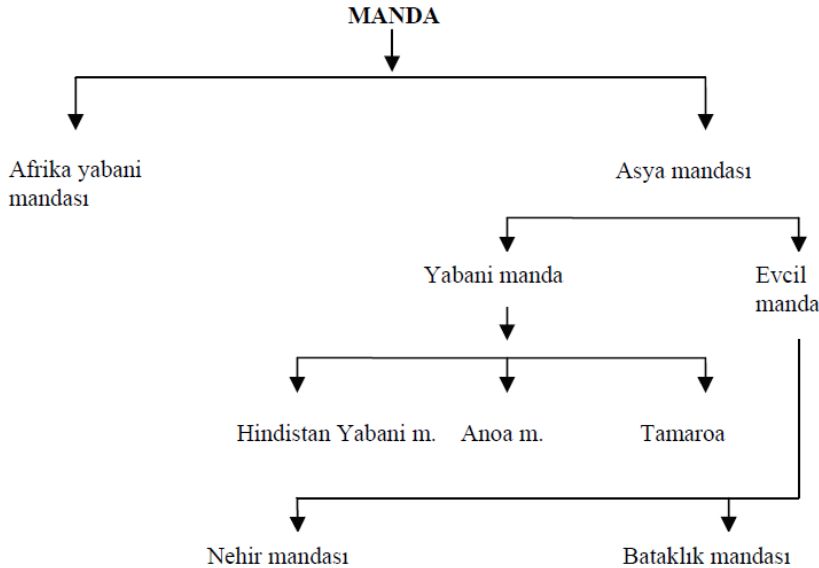 MANDA
Afrika yabani
mandası
Asya mandası
Yabani manda
Evcil
manda
Hindistan Yabani m.
Anoa m.
Tamaroa
Nehir mandası
Bataklık mandası